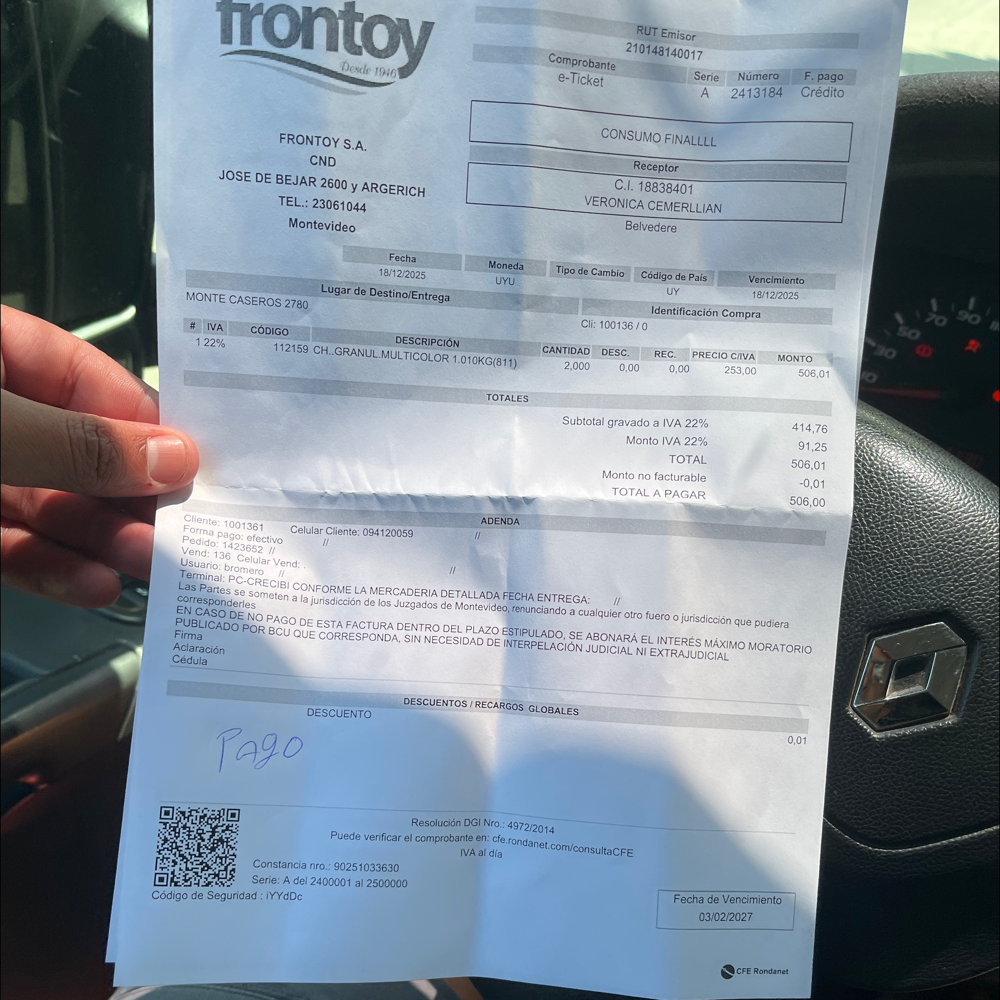 frontoy
Desde 1946
RUT Emisor
210148140017
Comprobante Serie Número F. pago
e-Ticket A 2413184 Crédito
CONSUMO FINALLLL
Receptor
C.I. 18838401
VERONICA CEMERLLIAN
Belvedere
FRONTOY S.A.
CND
JOSE DE BEJAR 2600 y ARGERICH
TEL.: 23061044
Montevideo
Fecha Moneda Tipo de Cambio Código de País Vencimiento
18/12/2025 UYU UY 18/12/2025
Lugar de Destino/Entrega Identificación Compra
MONTE CASEROS 2780 Cli: 100136 / 0
# IVA CÓDIGO DESCRIPCIÓN CANTIDAD DESC. REC. PRECIO C/IVA MONTO
1 22% 112159 CH..GRANUL.MULTICOLOR 1.010KG(811) 2,000 0,00 0,00 253,00 506,01
TOTALES
Subtotal gravado a IVA 22% 414,76
Monto IVA 22% 91,25
TOTAL 506,01
Monto no facturable -0,01
TOTAL A PAGAR 506,00
ADENDA
Cliente: 1001361 Celular Cliente: 094120059 //
Forma pago: efectivo //
Pedido: 1423652 //
Vend: 136 Celular Vend: . //
Usuario: bromero //
Terminal: PC-CRECIBI CONFORME LA MERCADERIA DETALLADA FECHA ENTREGA: //
Las Partes se someten a la jurisdicción de los Juzgados de Montevideo, renunciando a cualquier otro fuero o jurisdicción que pudiera
corresponderles
EN CASO DE NO PAGO DE ESTA FACTURA DENTRO DEL PLAZO ESTIPULADO, SE ABONARÁ EL INTERÉS MÁXIMO MORATORIO
PUBLICADO POR BCU QUE CORRESPONDA, SIN NECESIDAD DE INTERPELACIÓN JUDICIAL NI EXTRAJUDICIAL
Firma
Aclaración
Cédula
DESCUENTOS / RECARGOS GLOBALES
DESCUENTO 0,01
Pago
Resolución DGI Nro.: 4972/2014
Puede verificar el comprobante en: cfe.rondanet.com/consultaCFE
IVA al día
Constancia nro.: 90251033630
Serie: A del 2400001 al 2500000
Código de Seguridad : iYYdDc
Fecha de Vencimiento
03/02/2027
CFE Rondanet
30
50
70
90